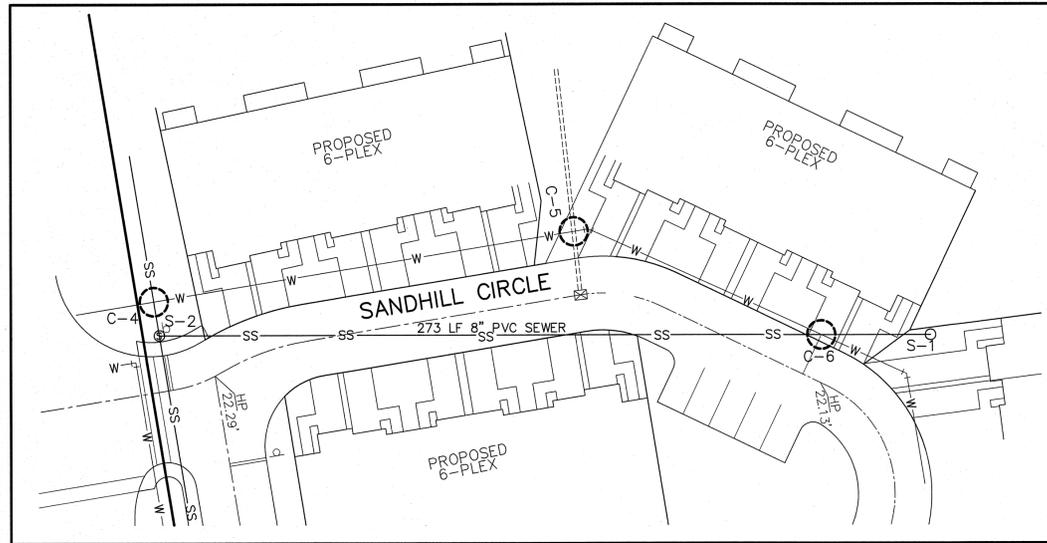 PROPOSED
6-PLEX
PROPOSED
6-PLEX
C-5
W
W
W
W
W
W
W
SS
C-4
S-2
S
SANDHILL CIRCLE
273 LF 8" PVC SEWER
SS
SS
SS
SS
SS
C-6
S-1
W
W
W
HP
22.29'
HP
22.13'
SS
W
PROPOSED
6-PLEX
W
SS